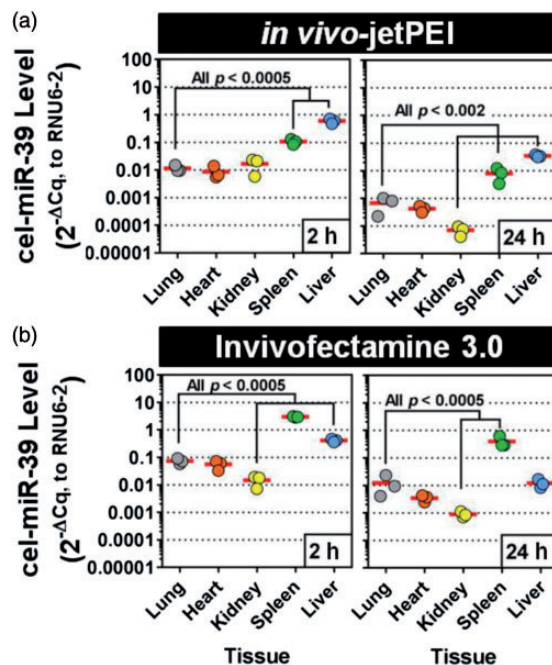 (a)
in vivo-jetPEI
cel-miR-39 Level
(2^-ΔCq, to RNU6-2)
100
10
1
0.1
0.01
0.001
0.0001
0.00001
All p < 0.0005
2 h
All p < 0.002
24 h
Lung
Heart
Kidney
Spleen
Liver
Lung
Heart
Kidney
Spleen
Liver
(b)
Invivofectamine 3.0
cel-miR-39 Level
(2^-ΔCq, to RNU6-2)
100
10
1
0.1
0.01
0.001
0.0001
0.00001
All p < 0.0005
2 h
All p < 0.0005
24 h
Lung
Heart
Kidney
Spleen
Liver
Lung
Heart
Kidney
Spleen
Liver
Tissue
Tissue